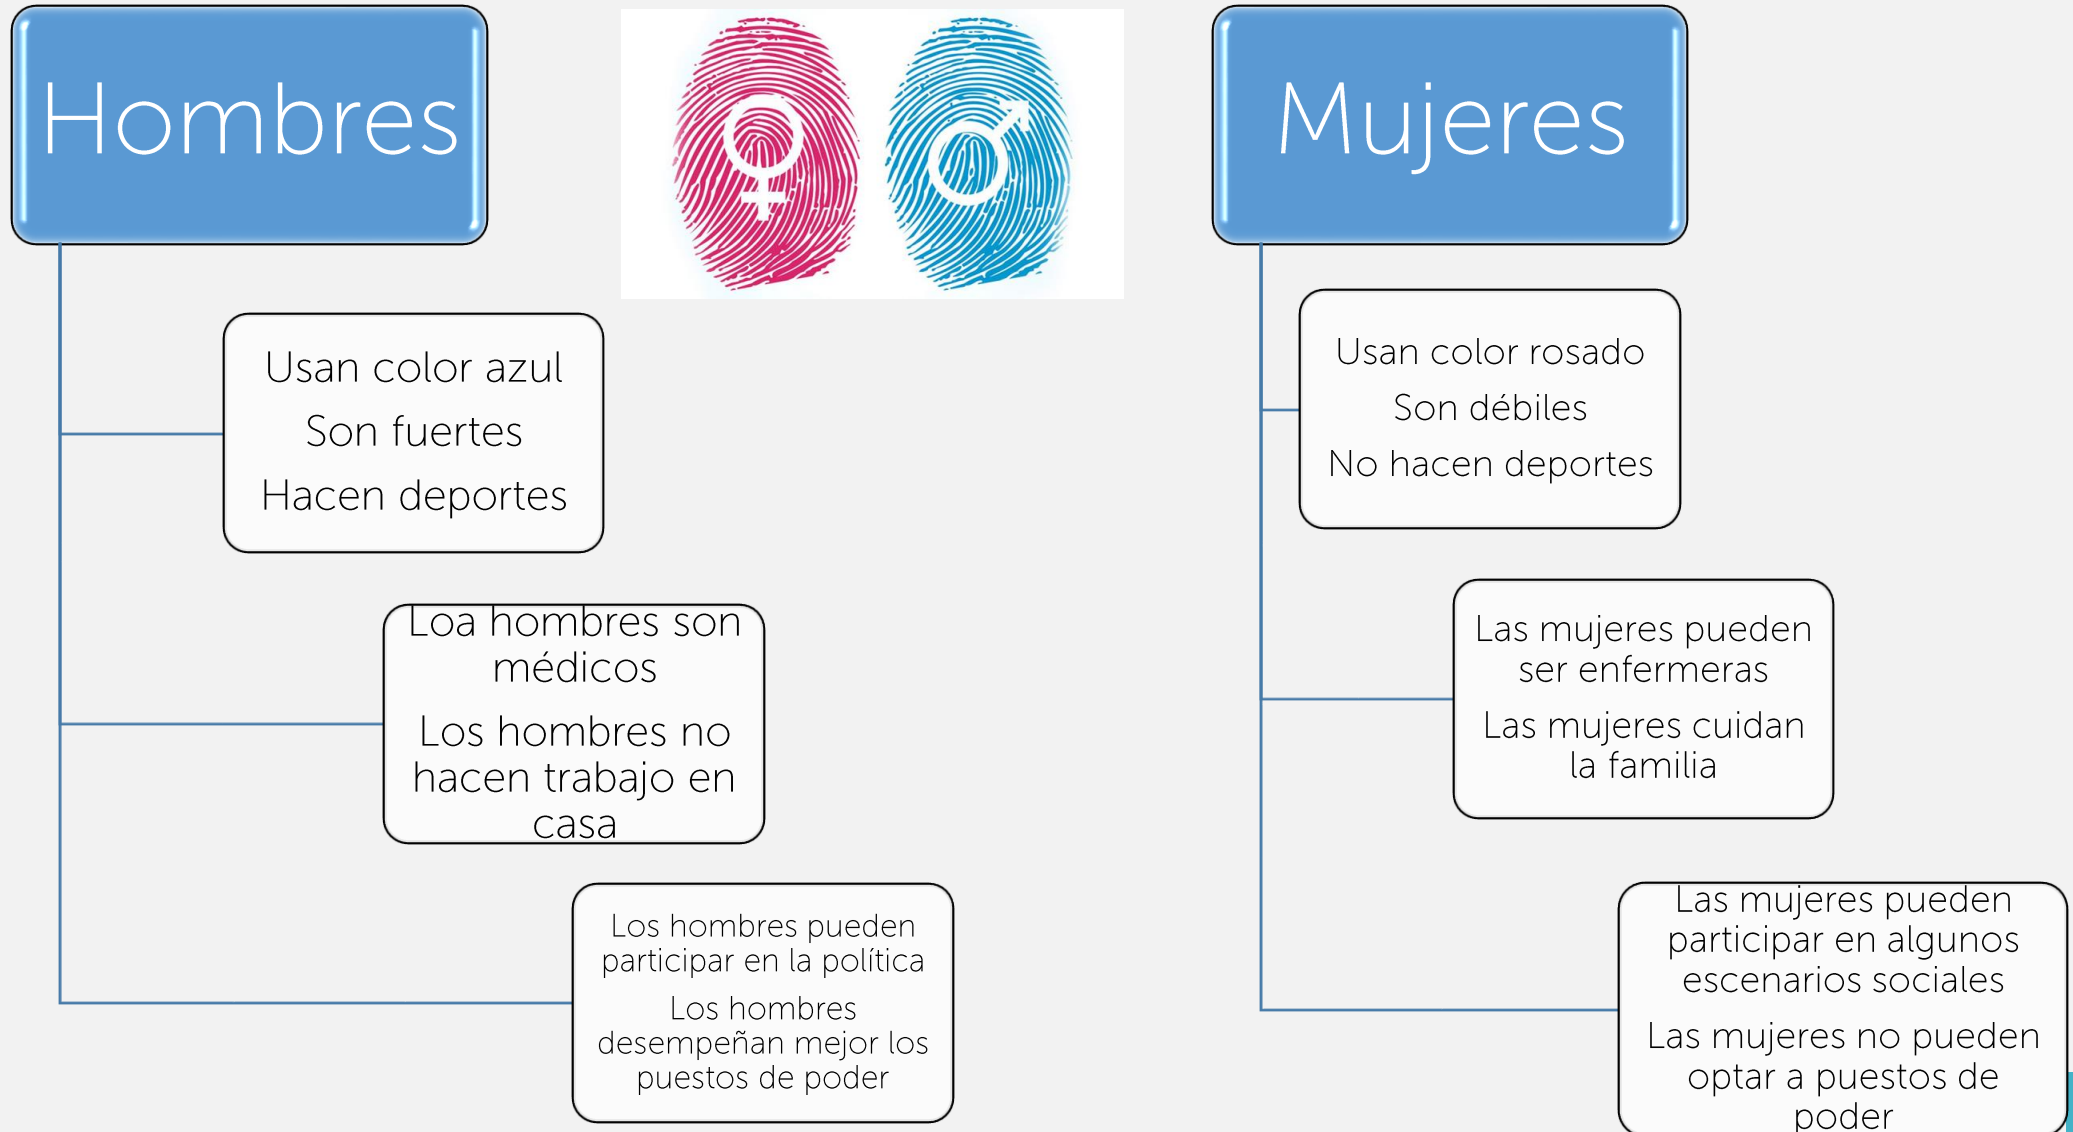 Hombres
Usan color azul
Son fuertes
Hacen deportes
Loa hombres son
médicos
Los hombres no
hacen trabajo en
casa
Los hombres pueden
participar en la política
Los hombres
desempeñan mejor los
puestos de poder
Mujeres
Usan color rosado
Son débiles
No hacen deportes
Las mujeres pueden
ser enfermeras
Las mujeres cuidan
la familia
Las mujeres pueden
participar en algunos
escenarios sociales
Las mujeres no pueden
optar a puestos de
poder